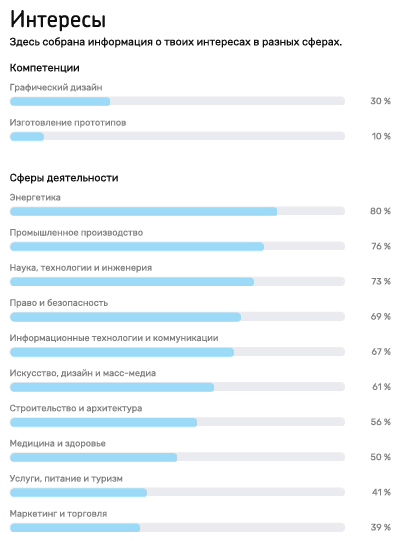 Интересы
Здесь собрана информация о твоих интересах в разных сферах.
Компетенции
Графический дизайн
30 %
Изготовление прототипов
10 %
Сферы деятельности
Энергетика
80 %
Промышленное производство
76 %
Наука, технологии и инженерия
73 %
Право и безопасность
69 %
Информационные технологии и коммуникации
67 %
Искусство, дизайн и масс-медиа
61 %
Строительство и архитектура
56 %
Медицина и здоровье
50 %
Услуги, питание и туризм
41 %
Маркетинг и торговля
39 %